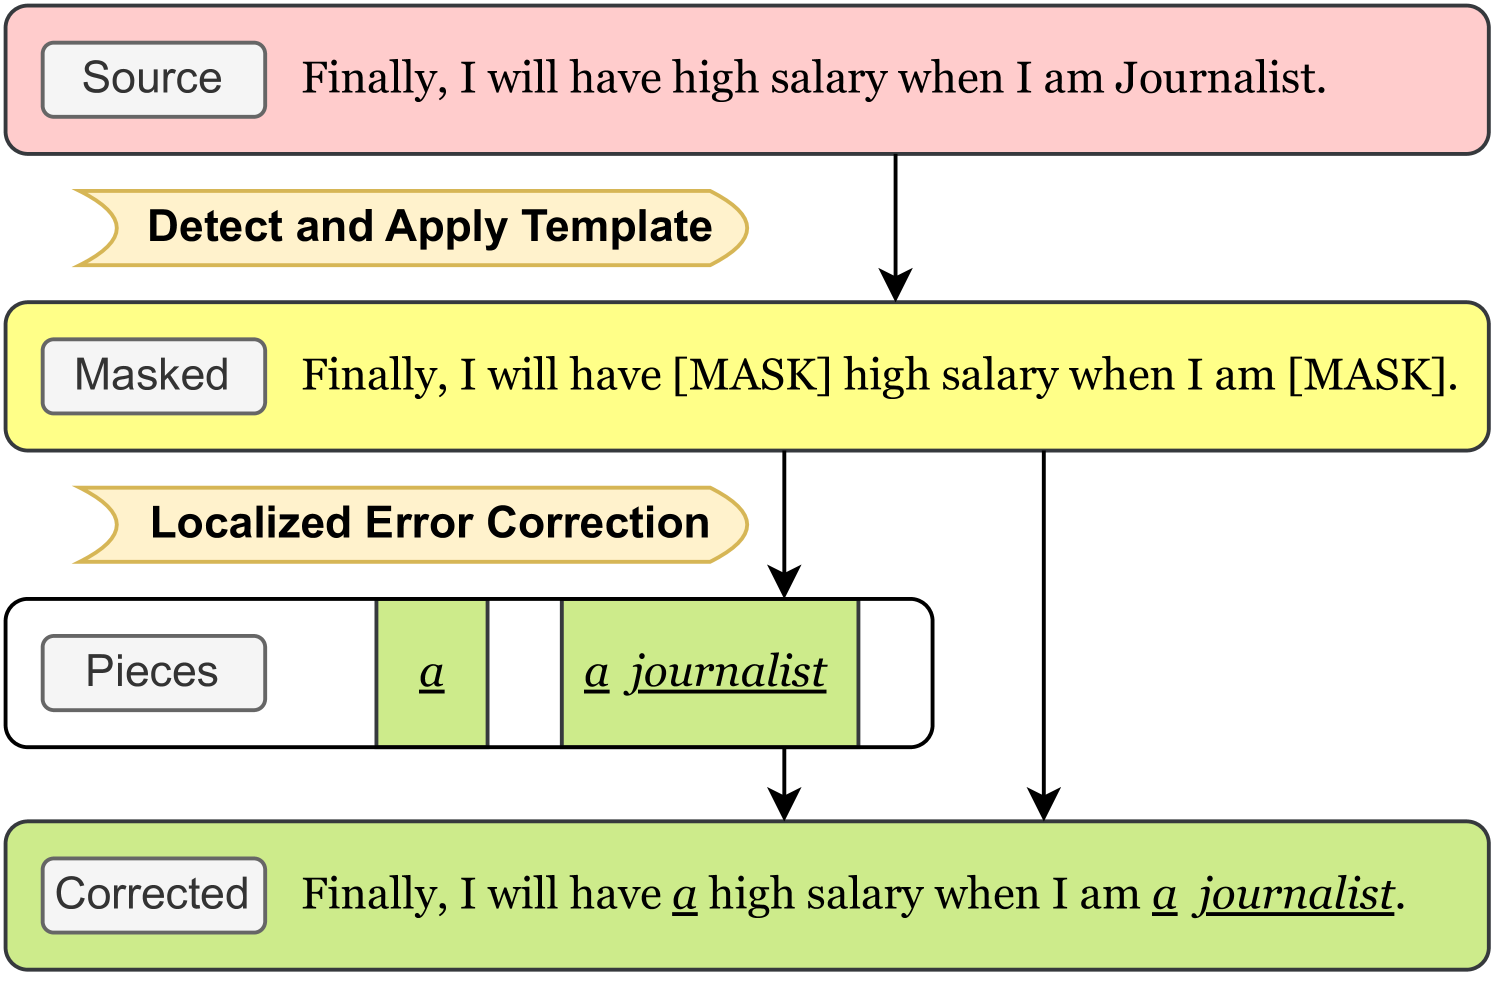 Source Finally, I will have high salary when I am Journalist.
Detect and Apply Template
Masked Finally, I will have [MASK] high salary when I am [MASK].
Localized Error Correction
Pieces a a journalist
Corrected Finally, I will have a high salary when I am a journalist.